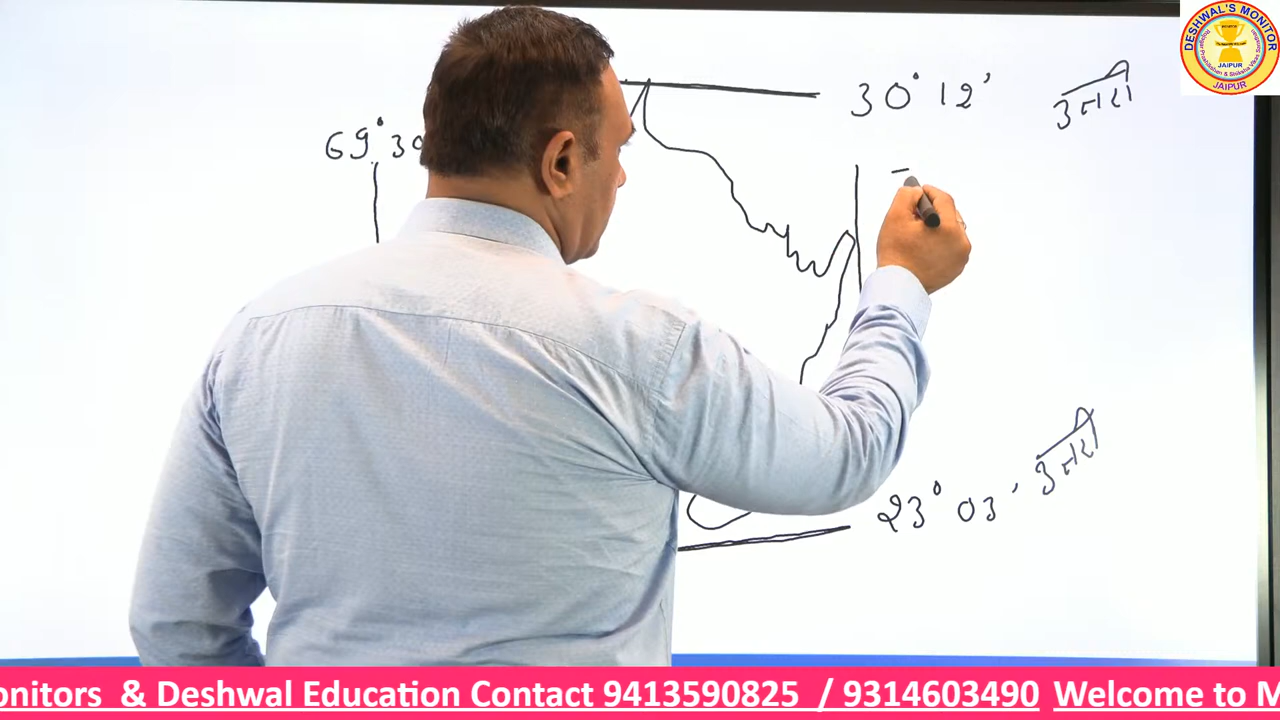 DESHWAL'S MONITOR
JAIPUR
JAIPUR
30° 12' उत्तरी
69° 30
23° 03' उत्तरी
onitors & Deshwal Education Contact 9413590825 / 9314603490 Welcome to M